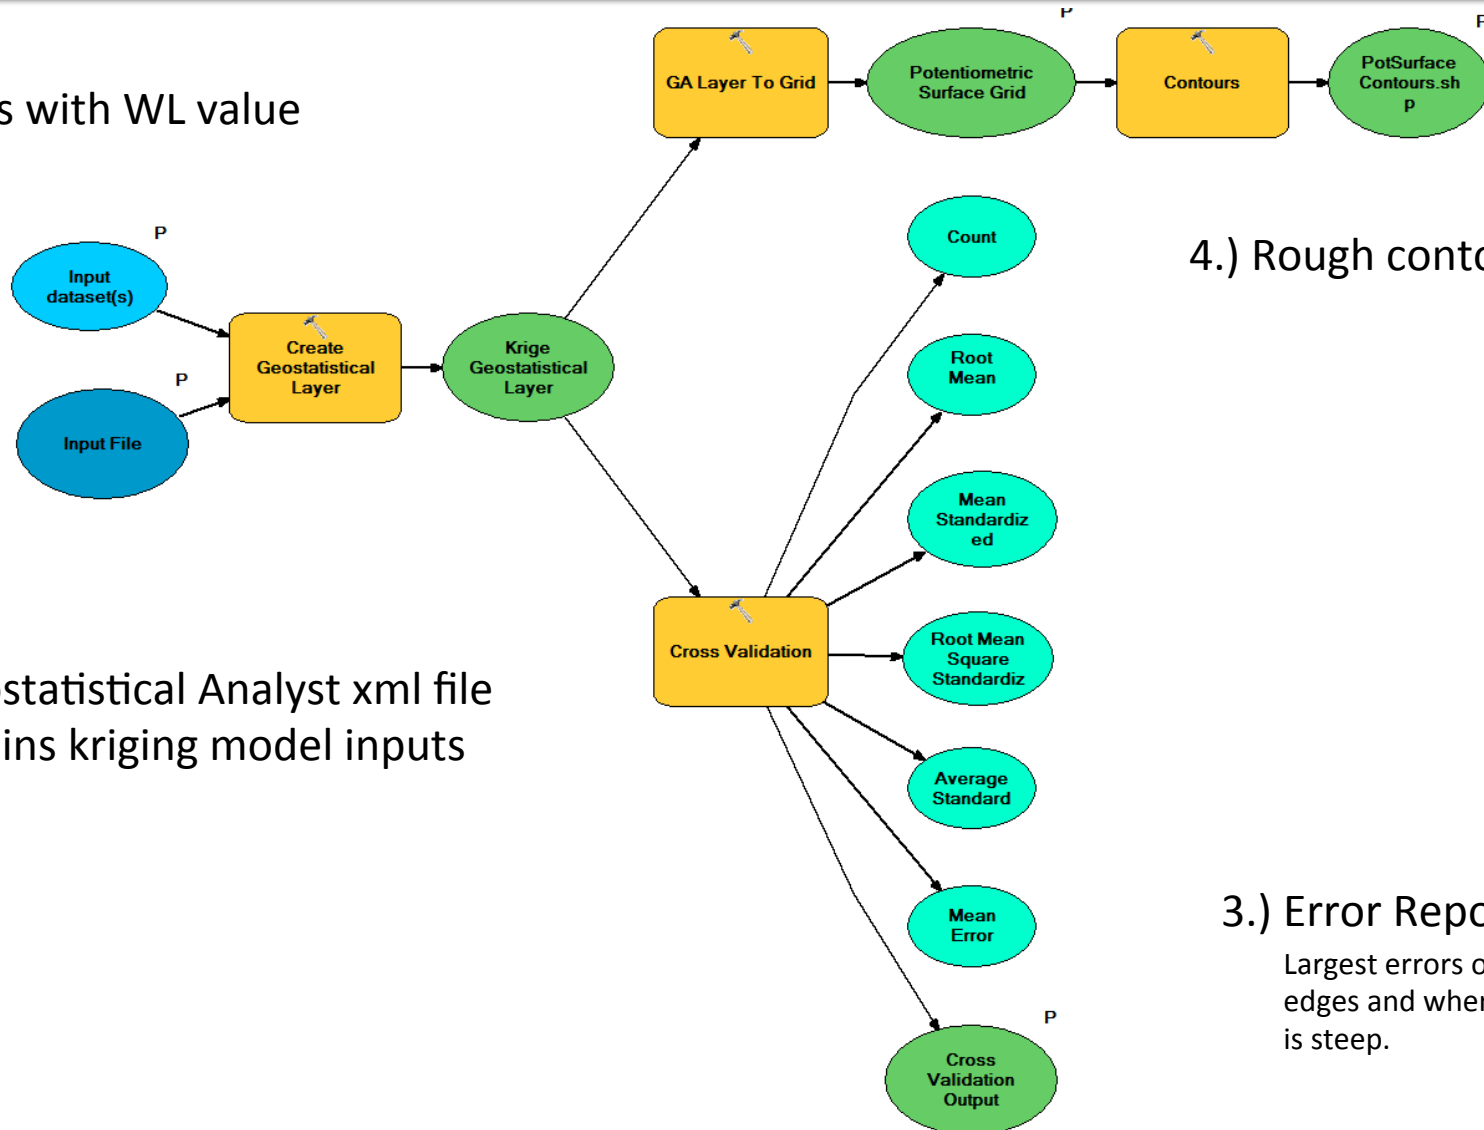 P
P
GA Layer To Grid
Potentiometric
Surface Grid
Contours
PotSurface
Contours.sh
p
s with WL value
P
Input
dataset(s)
Count
4.) Rough conto
Create
Geostatistical
Layer
Krige
Geostatistical
Layer
Root
Mean
P
Input File
Mean
Standardiz
ed
Cross Validation
Root Mean
Square
Standardiz
statistical Analyst xml file
ins kriging model inputs
Average
Standard
Mean
Error
3.) Error Repo
Largest errors o
edges and when
is steep.
P
Cross
Validation
Output